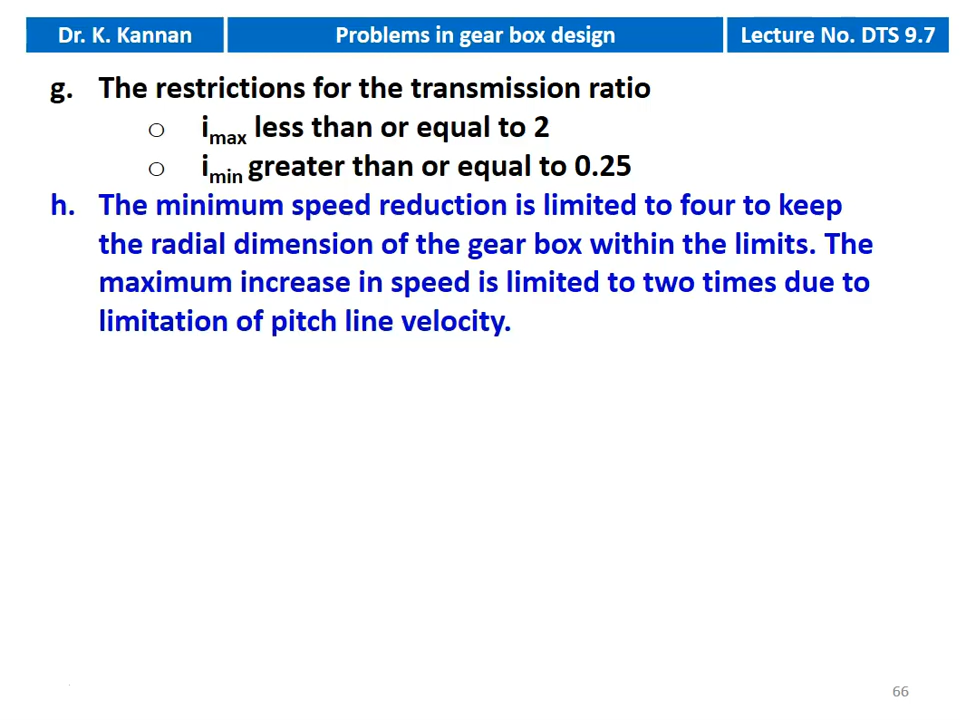 Dr. K. Kannan
Problems in gear box design
Lecture No. DTS 9.7
g. The restrictions for the transmission ratio
○ imax less than or equal to 2
○ imin greater than or equal to 0.25
h. The minimum speed reduction is limited to four to keep
the radial dimension of the gear box within the limits. The
maximum increase in speed is limited to two times due to
limitation of pitch line velocity.
66